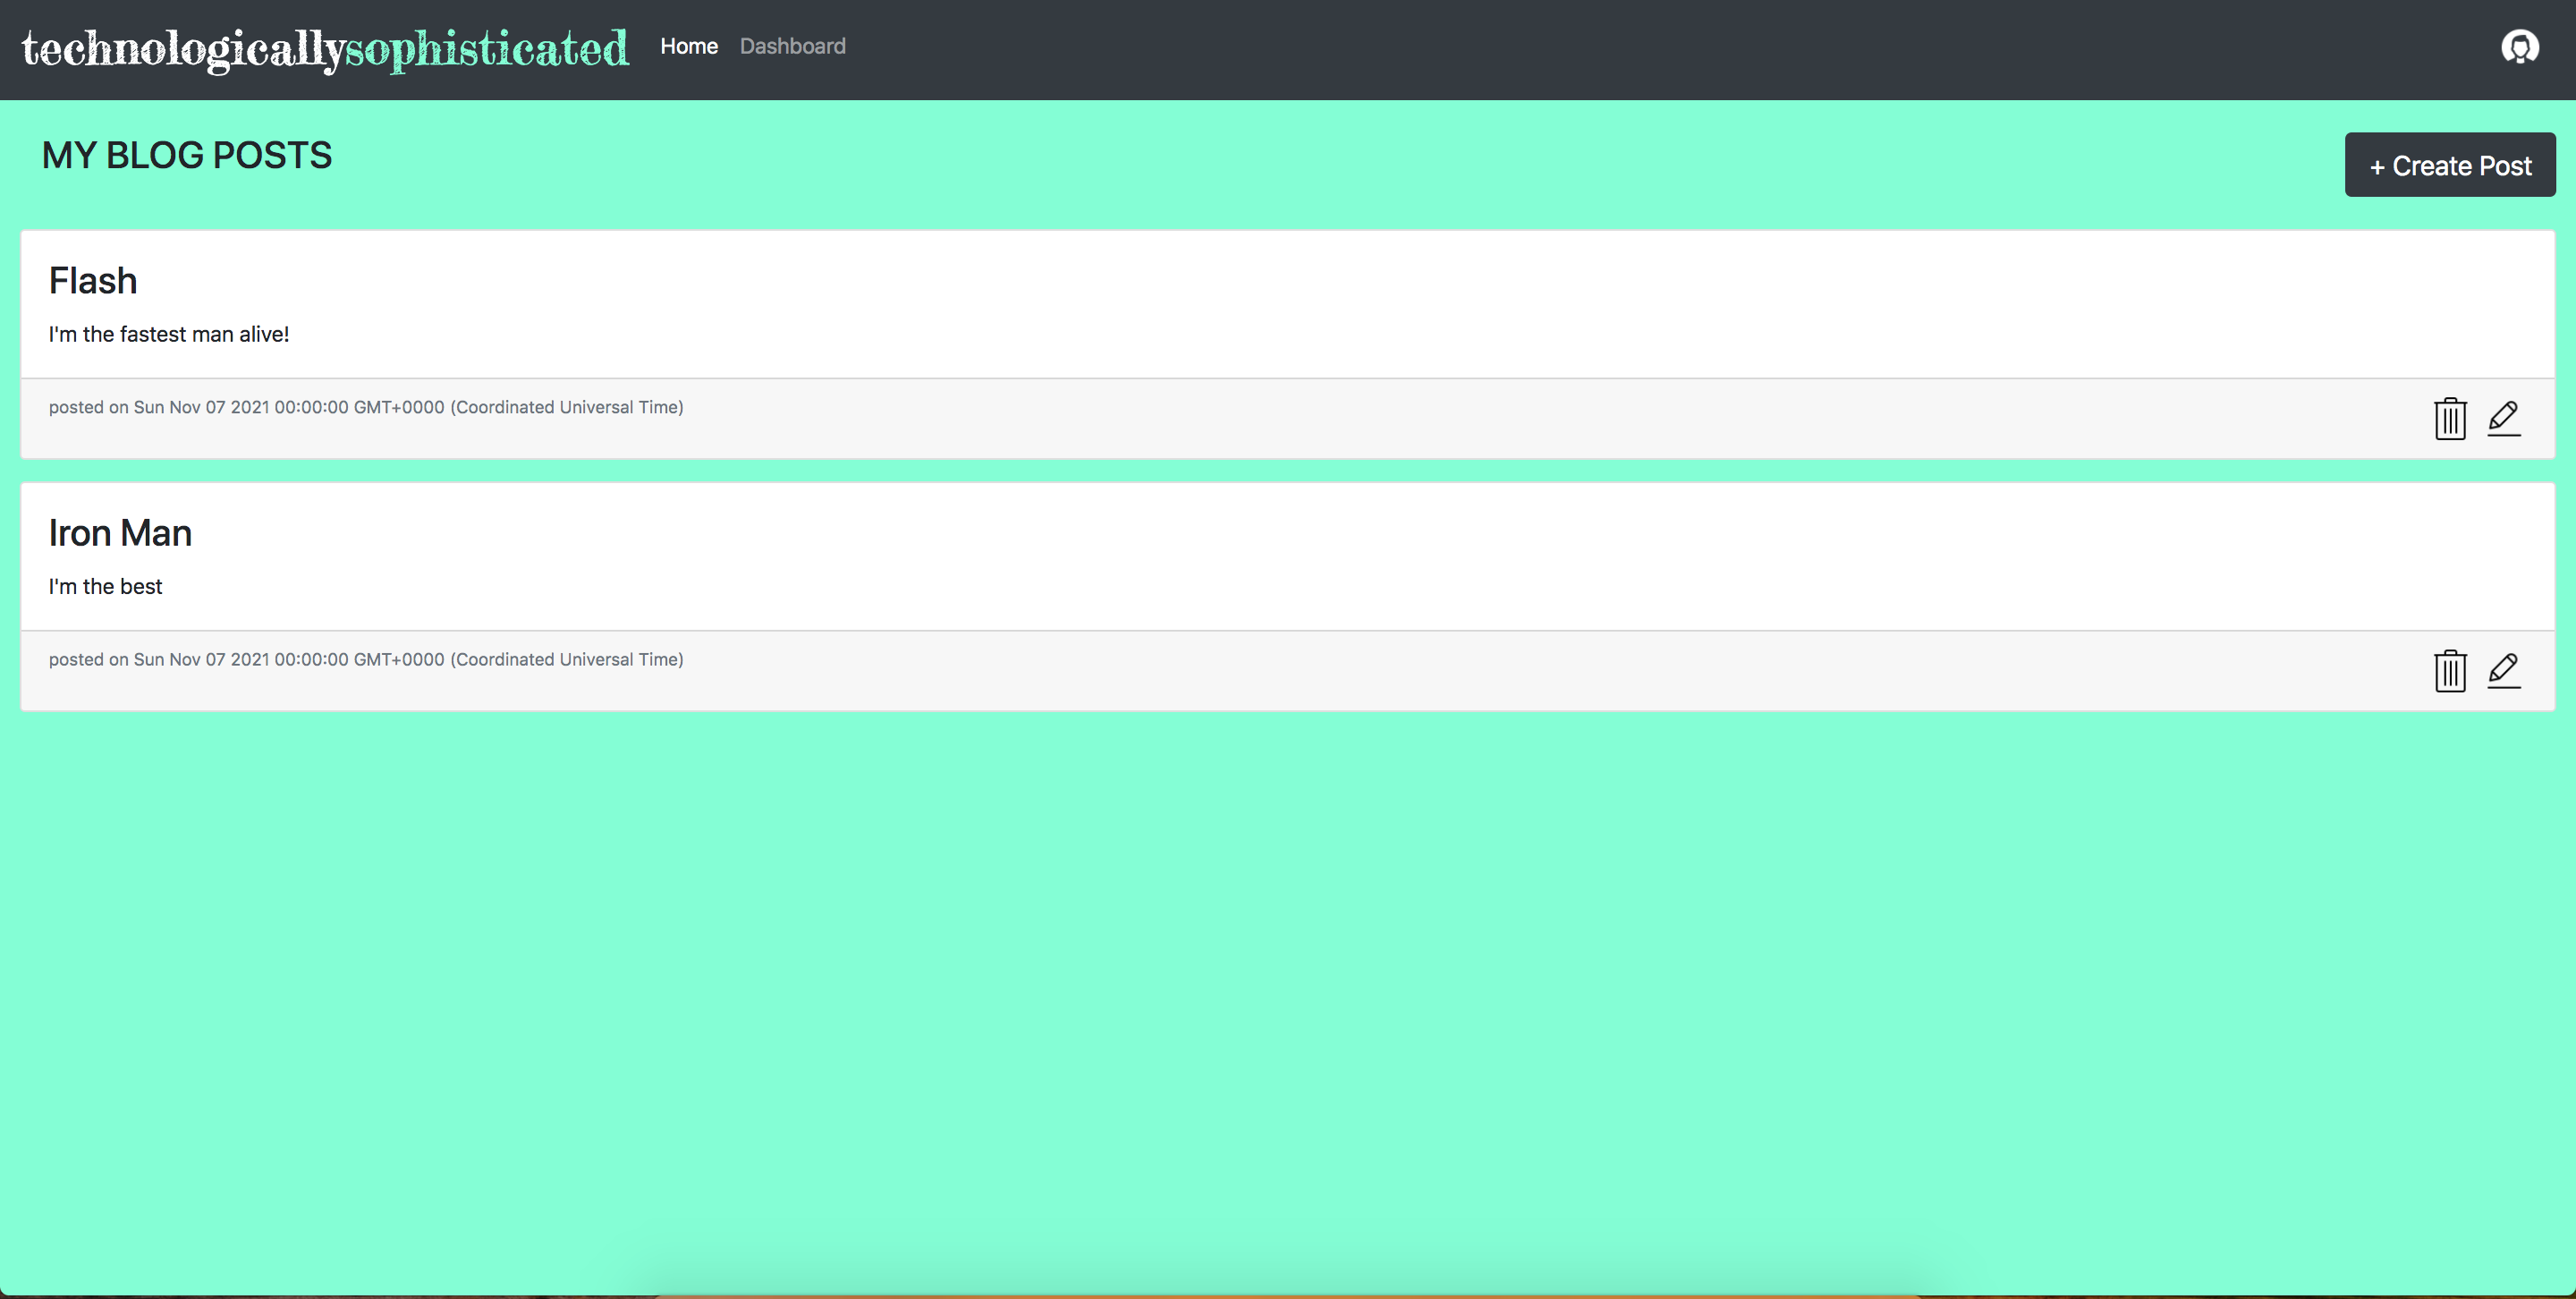 technologicallysophisticated Home Dashboard
MY BLOG POSTS
+ Create Post
Flash
I'm the fastest man alive!
posted on Sun Nov 07 2021 00:00:00 GMT+0000 (Coordinated Universal Time)
Iron Man
I'm the best
posted on Sun Nov 07 2021 00:00:00 GMT+0000 (Coordinated Universal Time)